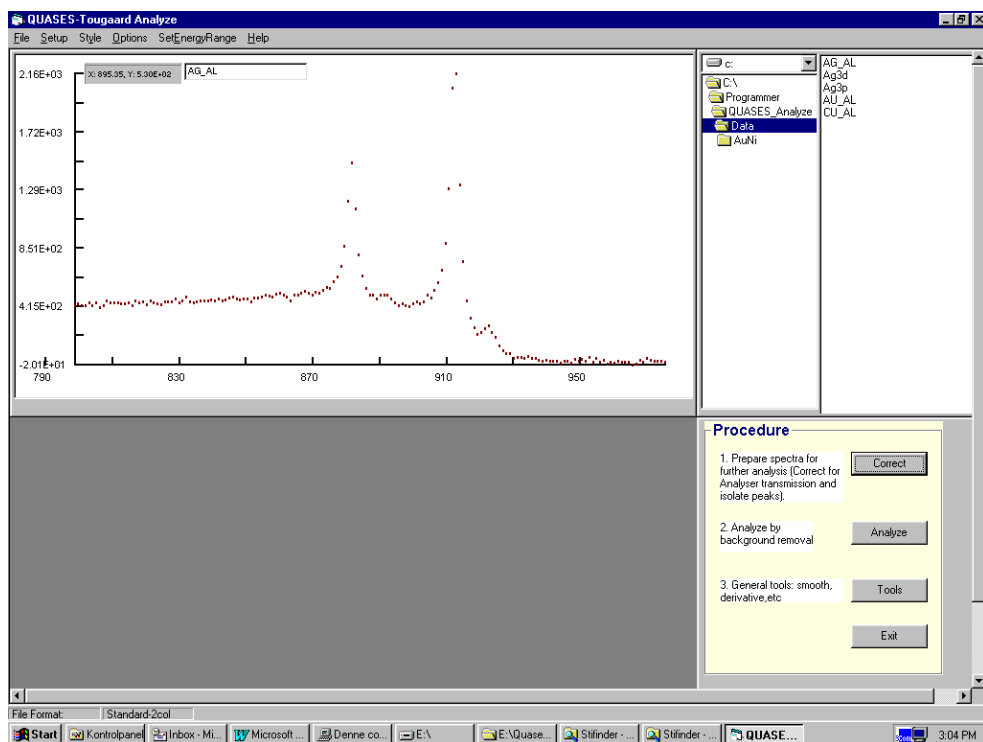 QUASES-Tougaard Analyze
File Setup Style Options SetEnergyRange Help
X: 895.35, Y: 5.30E+02
AG_AL
2.16E+03
1.72E+03
1.29E+03
8.51E+02
4.15E+02
-2.01E+01
790 830 870 910 950
c:
C:\
Programmer
QUASES_Analyze
Data
AuNi
AG_AL
Ag3d
Ag3p
AU_AL
CU_AL
Procedure
1. Prepare spectra for
further analysis (Correct for
Analyser transmission and
isolate peaks).
Correct
2. Analyze by
background removal
Analyze
3. General tools: smooth,
derivative,etc
Tools
Exit
File Format: Standard-2col
Start Kontrolpanel Inbox - Mi... Microsoft ... Denne co... E:\ E:\Quase... Stifinder - ... Stifinder - ... QUASE... 3:04 PM